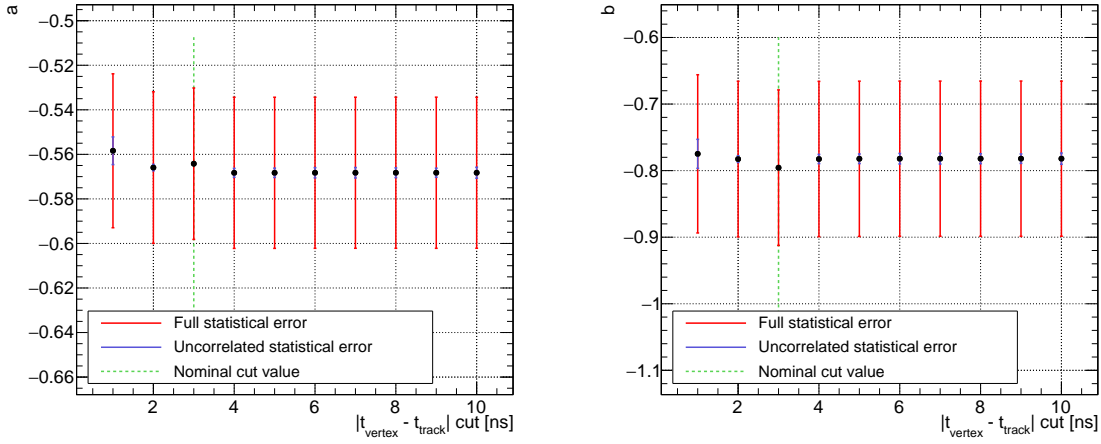 a
−0.5
−0.52
−0.54
−0.56
−0.58
−0.6
−0.62
−0.64
−0.66
Full statistical error
Uncorrelated statistical error
Nominal cut value
2 4 6 8 10
|t_vertex - t_track| cut [ns]
b
−0.6
−0.7
−0.8
−0.9
−1
−1.1
Full statistical error
Uncorrelated statistical error
Nominal cut value
2 4 6 8 10
|t_vertex - t_track| cut [ns]